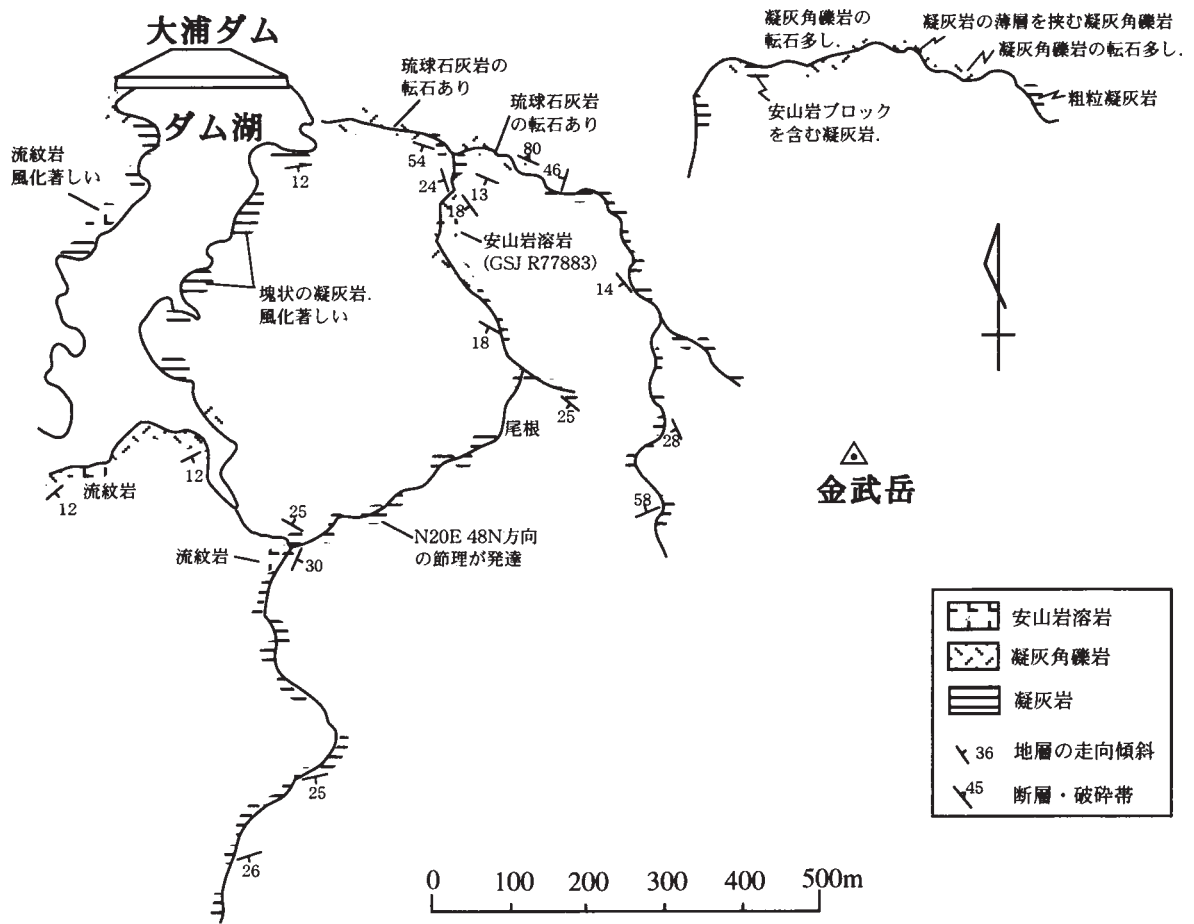 大浦ダム
ダム湖
流紋岩
風化著しい
琉球石灰岩の
転石あり
琉球石灰岩
の転石あり
凝灰角礫岩の
転石多し.
凝灰岩の薄層を挟む凝灰角礫岩
凝灰角礫岩の転石多し.
安山岩ブロック
を含む凝灰岩.
粗粒凝灰岩
12
54
24
13
18
80
46
安山岩溶岩
(GSJ R77883)
塊状の凝灰岩.
風化著しい
14
18
25
尾根
28
58
金武岳
12
流紋岩
12
25
流紋岩
30
N20E 48N方向
の節理が発達
25
26
安山岩溶岩
凝灰角礫岩
凝灰岩
36 地層の走向傾斜
45 断層・破砕帯
0 100 200 300 400 500m